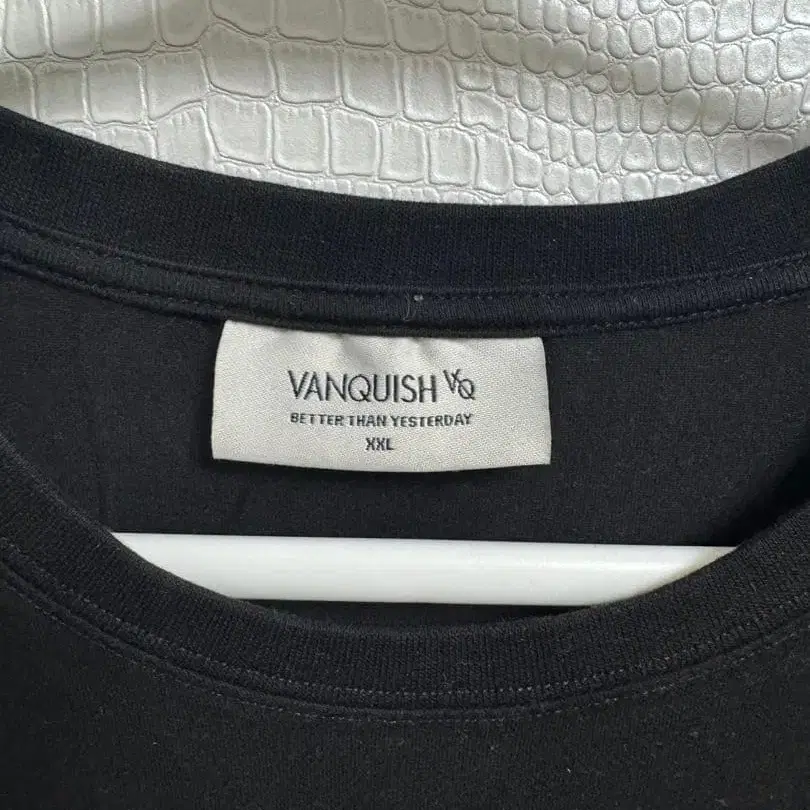 VANQUISH VQ
BETTER THAN YESTERDAY
XXL